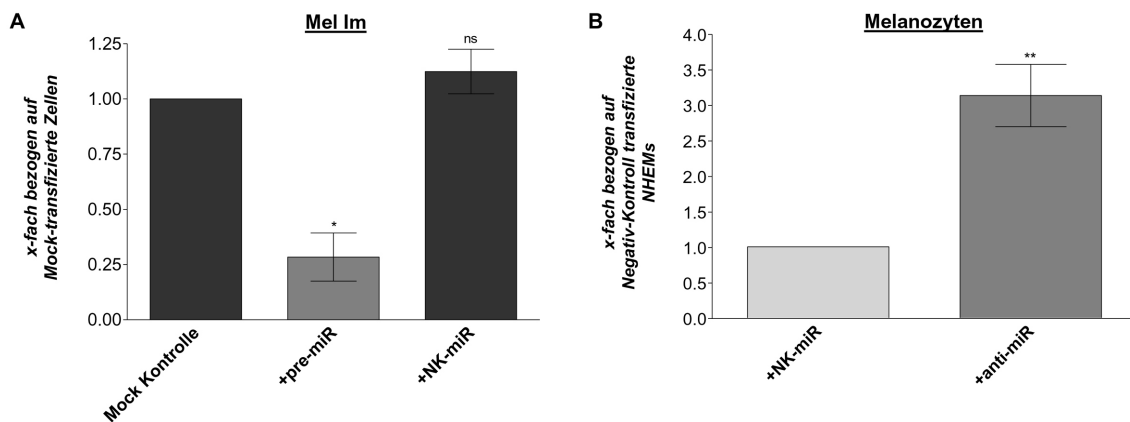 A
Mel Im
x-fach bezogen auf
Mock-transfizierte Zellen
1.25
1.00
0.75
0.50
0.25
0.00
*
ns
Mock Kontrolle
+pre-miR
+NK-miR
B
Melanozyten
x-fach bezogen auf
Negativ-Kontroll transfizierte
NHEMs
4.0
3.5
3.0
2.5
2.0
1.5
1.0
0.5
0.0
**
+NK-miR
+anti-miR